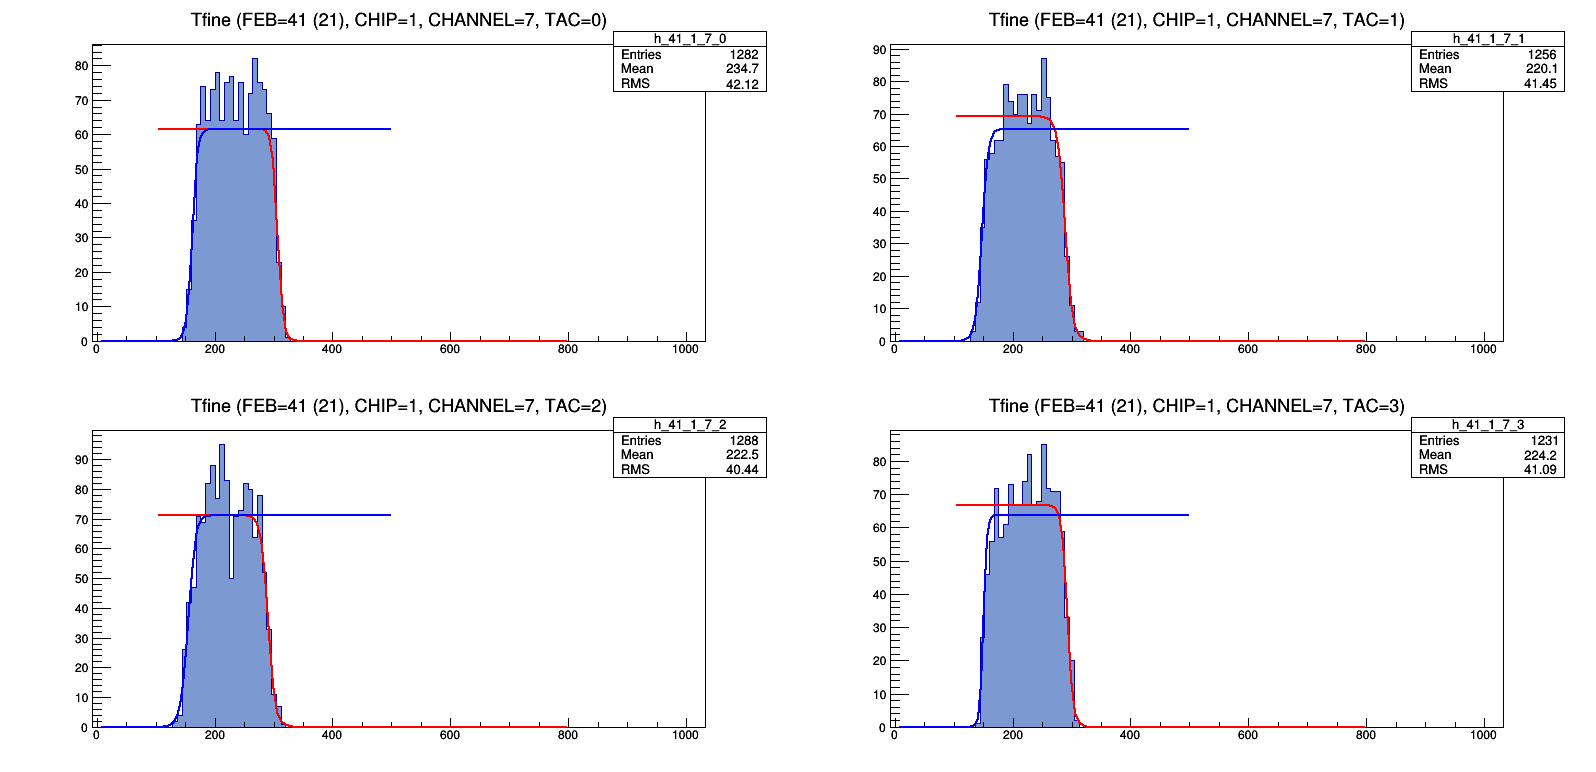 Tfine (FEB=41 (21), CHIP=1, CHANNEL=7, TAC=0)
h_41_1_7_0
Entries 1282
Mean 234.7
RMS 42.12
80
70
60
50
40
30
20
10
0
0 200 400 600 800 1000
Tfine (FEB=41 (21), CHIP=1, CHANNEL=7, TAC=1)
h_41_1_7_1
Entries 1256
Mean 220.1
RMS 41.45
90
80
70
60
50
40
30
20
10
0
0 200 400 600 800 1000
Tfine (FEB=41 (21), CHIP=1, CHANNEL=7, TAC=2)
h_41_1_7_2
Entries 1288
Mean 222.5
RMS 40.44
90
80
70
60
50
40
30
20
10
0
0 200 400 600 800 1000
Tfine (FEB=41 (21), CHIP=1, CHANNEL=7, TAC=3)
h_41_1_7_3
Entries 1231
Mean 224.2
RMS 41.09
80
70
60
50
40
30
20
10
0
0 200 400 600 800 1000